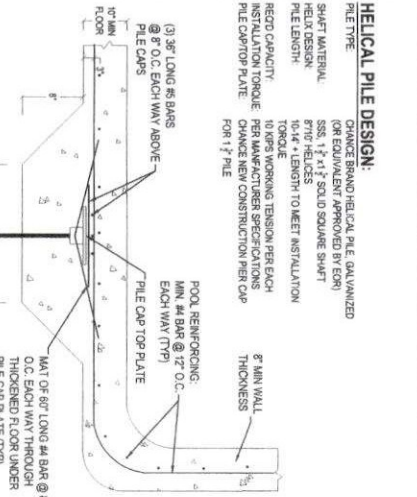 HELICAL PILE DESIGN:
PILE TYPE: CHANCE BRAND HELICAL PILE, GALVANIZED
(OR EQUIVALENT APPROVED BY EOR)
SHAFT MATERIAL: SS5, 1½"x1½" SOLID SQUARE SHAFT
HELIX DESIGN: 8"/10" HELICES
PILE LENGTH: 10-14' + LENGTH TO MEET INSTALLATION
TORQUE
REQ'D CAPACITY: 10 KIPS WORKING TENSION PER EACH
INSTALLATION TORQUE: PER MANFACTURER SPECIFICATIONS
PILE CAP/TOP PLATE: CHANCE NEW CONSTRUCTION PIER CAP
FOR 1½" PILE
8" MIN WALL
THICKNESS
POOL REINFORCING:
MIN. #4 BAR @ 12" O.C.
EACH WAY (TYP)
(3) 36" LONG #5 BARS
@ 8" O.C. EACH WAY ABOVE
PILE CAPS
PILE CAP TOP PLATE
10" MIN
FLOOR
3"
8"
MAT OF 60" LONG #4 BAR @
O.C. EACH WAY THROUGH
THICKENED FLOOR UNDER
PILE CAP PLATE (TYP)